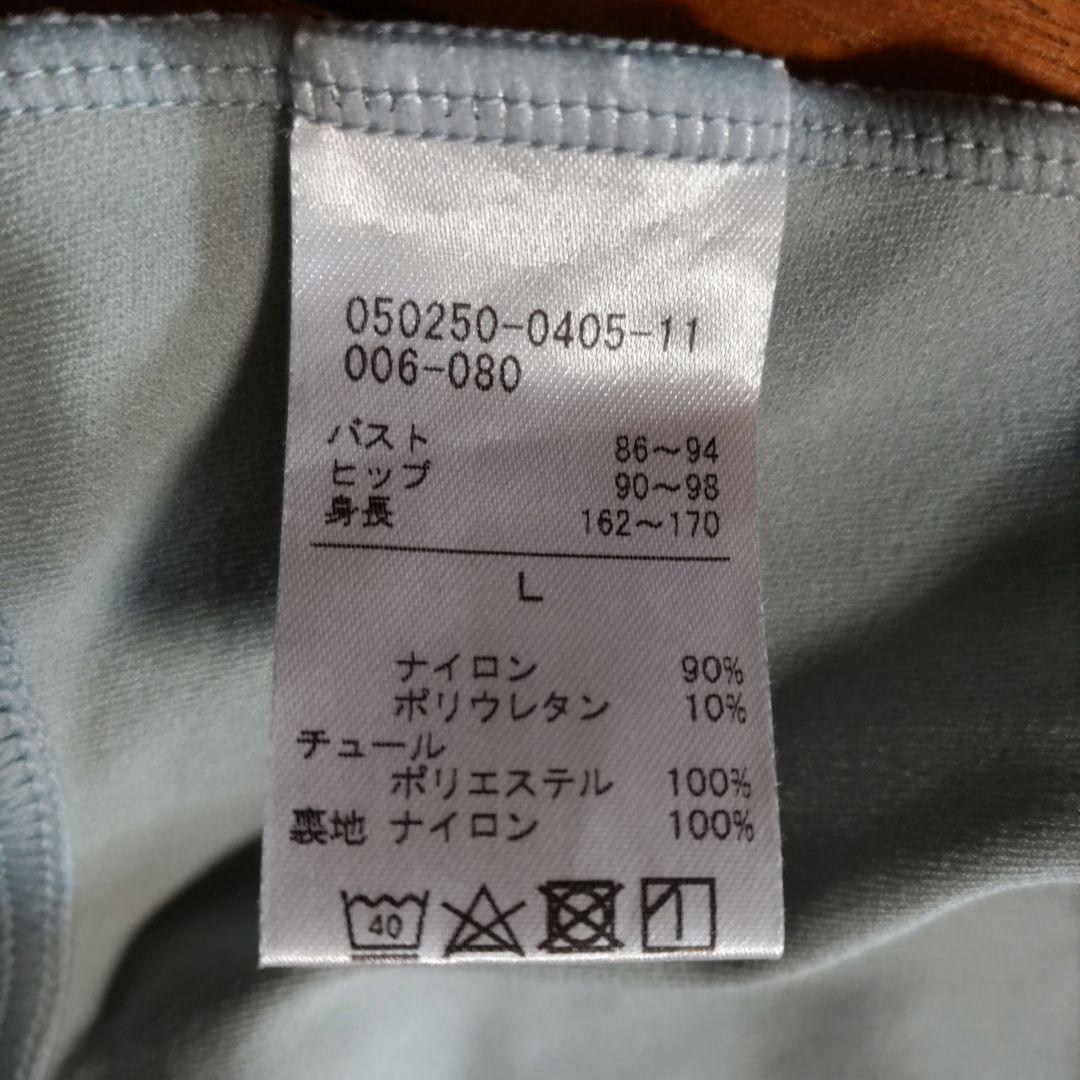 050250-0405-11
006-080
バスト 86〜94
ヒップ 90〜98
身長 162〜170
L
ナイロン 90%
ポリウレタン 10%
チュール
ポリエステル 100%
裏地 ナイロン 100%
40